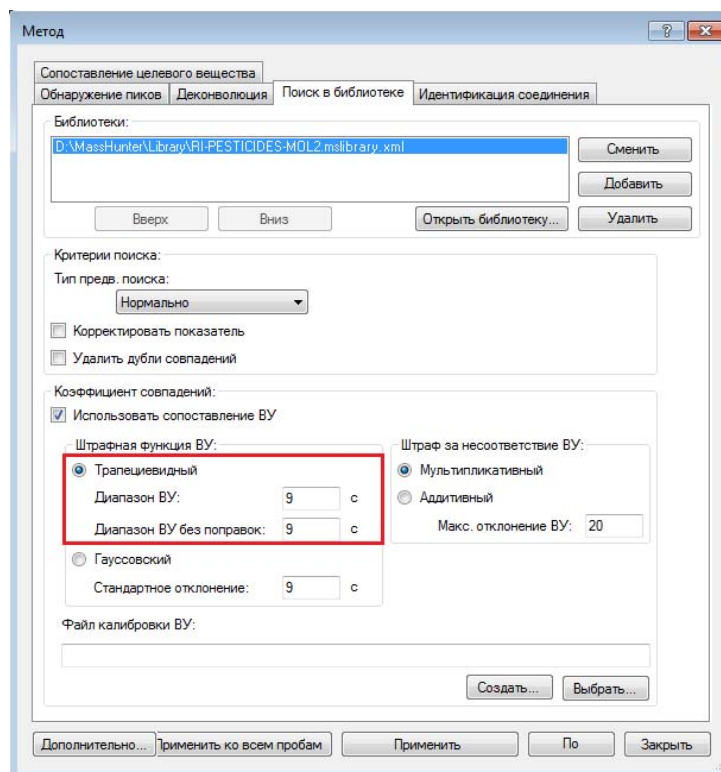 Метод
Сопоставление целевого вещества
Обнаружение пиков Деконволюция Поиск в библиотеке Идентификация соединения
Библиотеки:
D:\MassHunter\Library\RI-PESTICIDES-MOL2.mslibrary.xml
Сменить
Добавить
Вверх Вниз Открыть библиотеку... Удалить
Критерии поиска:
Тип предв. поиска:
Нормально
Корректировать показатель
Удалить дубли совпадений
Коэффициент совпадений:
Использовать сопоставление ВУ
Штрафная функция ВУ: Штраф за несоответствие ВУ:
Трапециевидный Мультипликативный
Диапазон ВУ: 9 с Аддитивный
Диапазон ВУ без поправок: 9 с Макс. отклонение ВУ: 20
Гауссовский
Стандартное отклонение: 9 с
Файл калибровки ВУ:
Создать... Выбрать...
Дополнительно... Применить ко всем пробам Применить По Закрыть